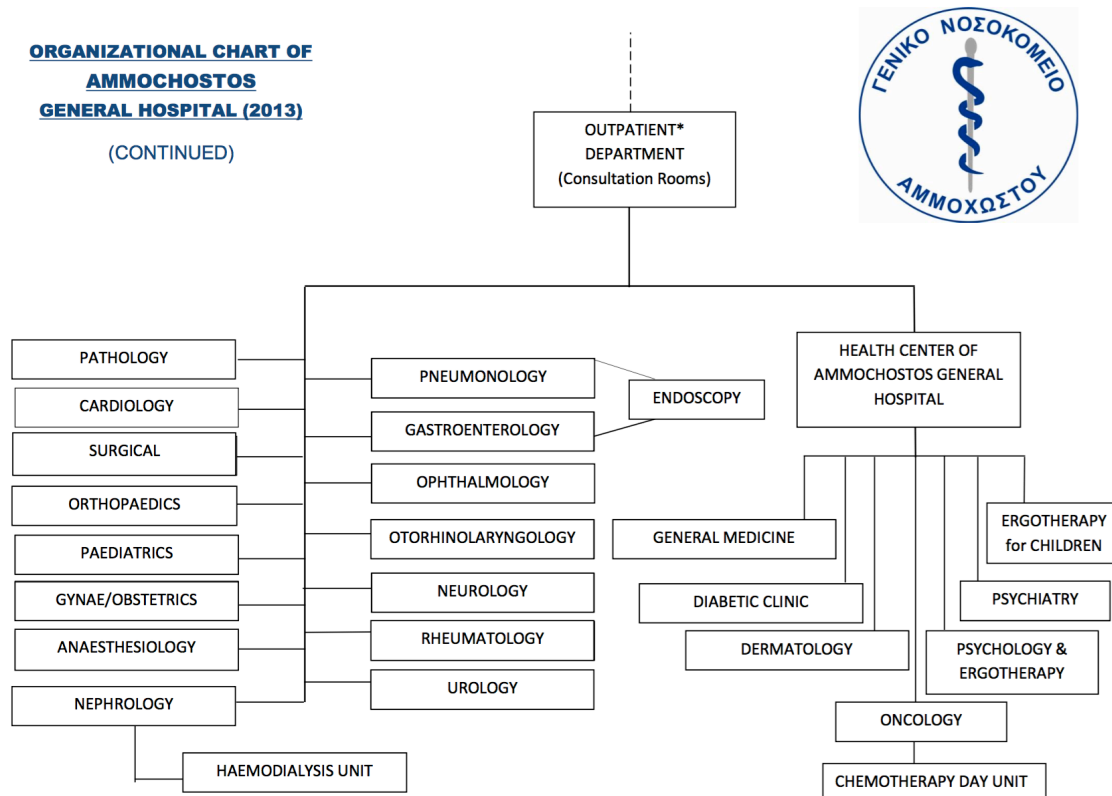 ORGANIZATIONAL CHART OF
AMMOCHOSTOS
GENERAL HOSPITAL (2013)
(CONTINUED)
OUTPATIENT*
DEPARTMENT
(Consultation Rooms)
ΓΕΝΙΚΟ ΝΟΣΟΚΟΜΕΙΟ
ΑΜΜΟΧΩΣΤΟΥ
PATHOLOGY
CARDIOLOGY
SURGICAL
ORTHOPAEDICS
PAEDIATRICS
GYNAE/OBSTETRICS
ANAESTHESIOLOGY
NEPHROLOGY
HAEMODIALYSIS UNIT
PNEUMONOLOGY
GASTROENTEROLOGY
ENDOSCOPY
OPHTHALMOLOGY
OTORHINOLARYNGOLOGY
NEUROLOGY
RHEUMATOLOGY
UROLOGY
HEALTH CENTER OF
AMMOCHOSTOS GENERAL
HOSPITAL
GENERAL MEDICINE
DIABETIC CLINIC
DERMATOLOGY
ERGOTHERAPY
for CHILDREN
PSYCHIATRY
PSYCHOLOGY &
ERGOTHERAPY
ONCOLOGY
CHEMOTHERAPY DAY UNIT